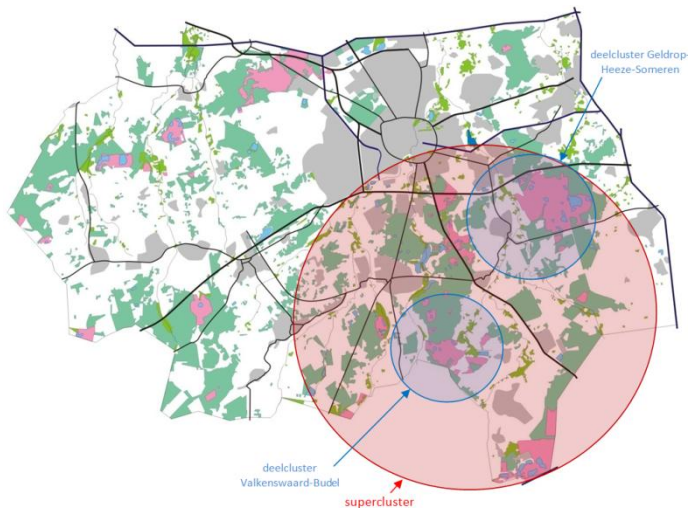 deelcluster Geldrop-
Heeze-Someren
deelcluster
Valkenswaard-Budel
supercluster